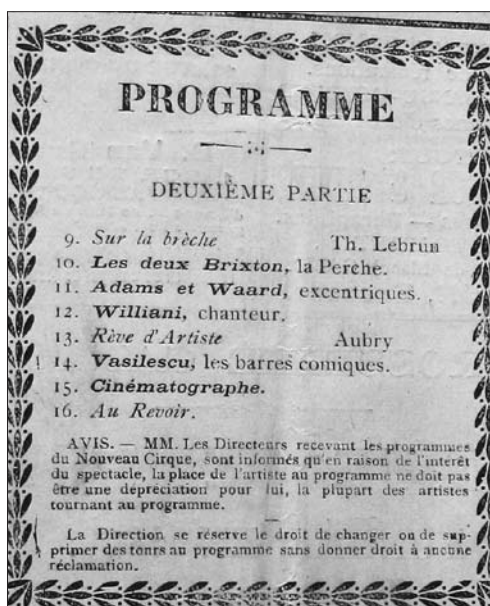 PROGRAMME
DEUXIÈME PARTIE
9. Sur la brèche Th. Lebrun
10. Les deux Brixton, la Perche.
11. Adams et Waard, excentriques.
12. Williani, chanteur.
13. Rêve d'Artiste Aubry
14. Vasilescu, les barres comiques.
15. Cinématographe.
16. Au Revoir.
AVIS. — MM. Les Directeurs recevant les programmes
du Nouveau Cirque, sont informés qu'en raison de l'intérêt
du spectacle, la place de l'artiste au programme ne doit pas
être une dépréciation pour lui, la plupart des artistes
tournant au programme.
La Direction se réserve le droit de changer ou de sup-
primer des tours au programme sans donner droit à aucune
réclamation.